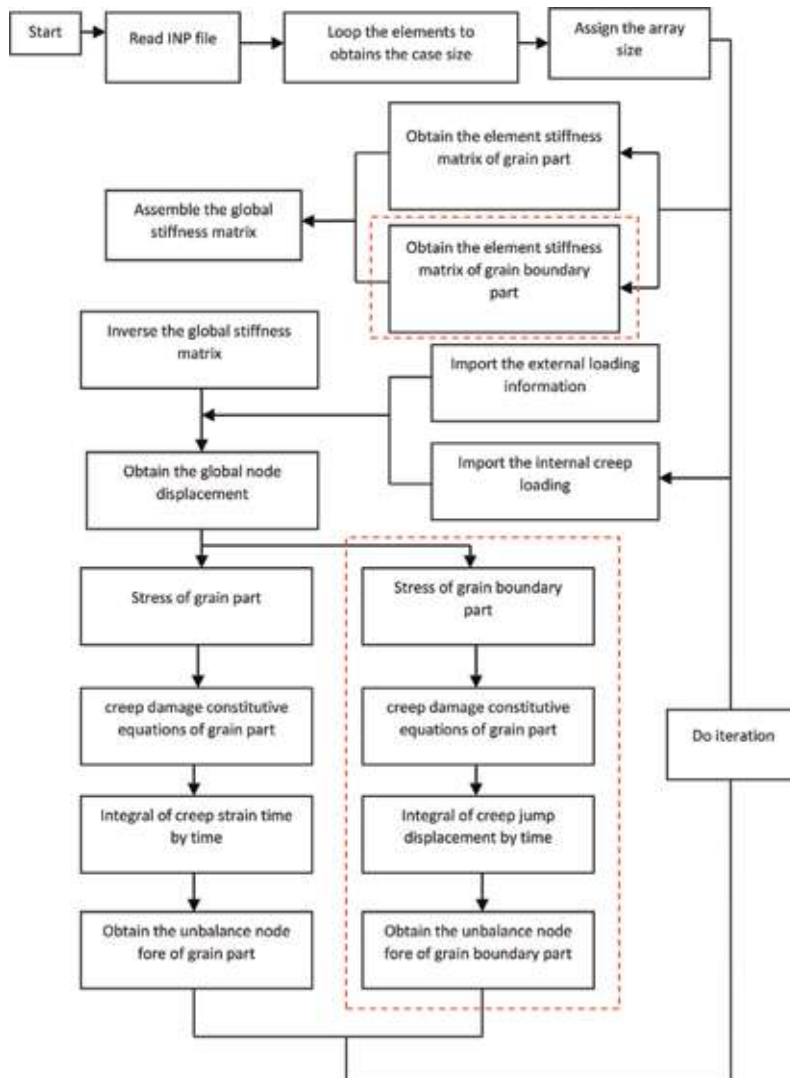 Start
Read INP file
Loop the elements to
obtains the case size
Assign the array
size
Obtain the element stiffness
matrix of grain part
Assemble the global
stiffness matrix
Obtain the element stiffness
matrix of grain boundary
part
Inverse the global stiffness
matrix
Import the external loading
information
Obtain the global node
displacement
Import the internal creep
loading
Stress of grain part
Stress of grain boundary
part
creep damage constitutive
equations of grain part
creep damage constitutive
equations of grain part
Do iteration
Integral of creep strain time
by time
Integral of creep jump
displacement by time
Obtain the unbalance node
fore of grain part
Obtain the unbalance node
fore of grain boundary part